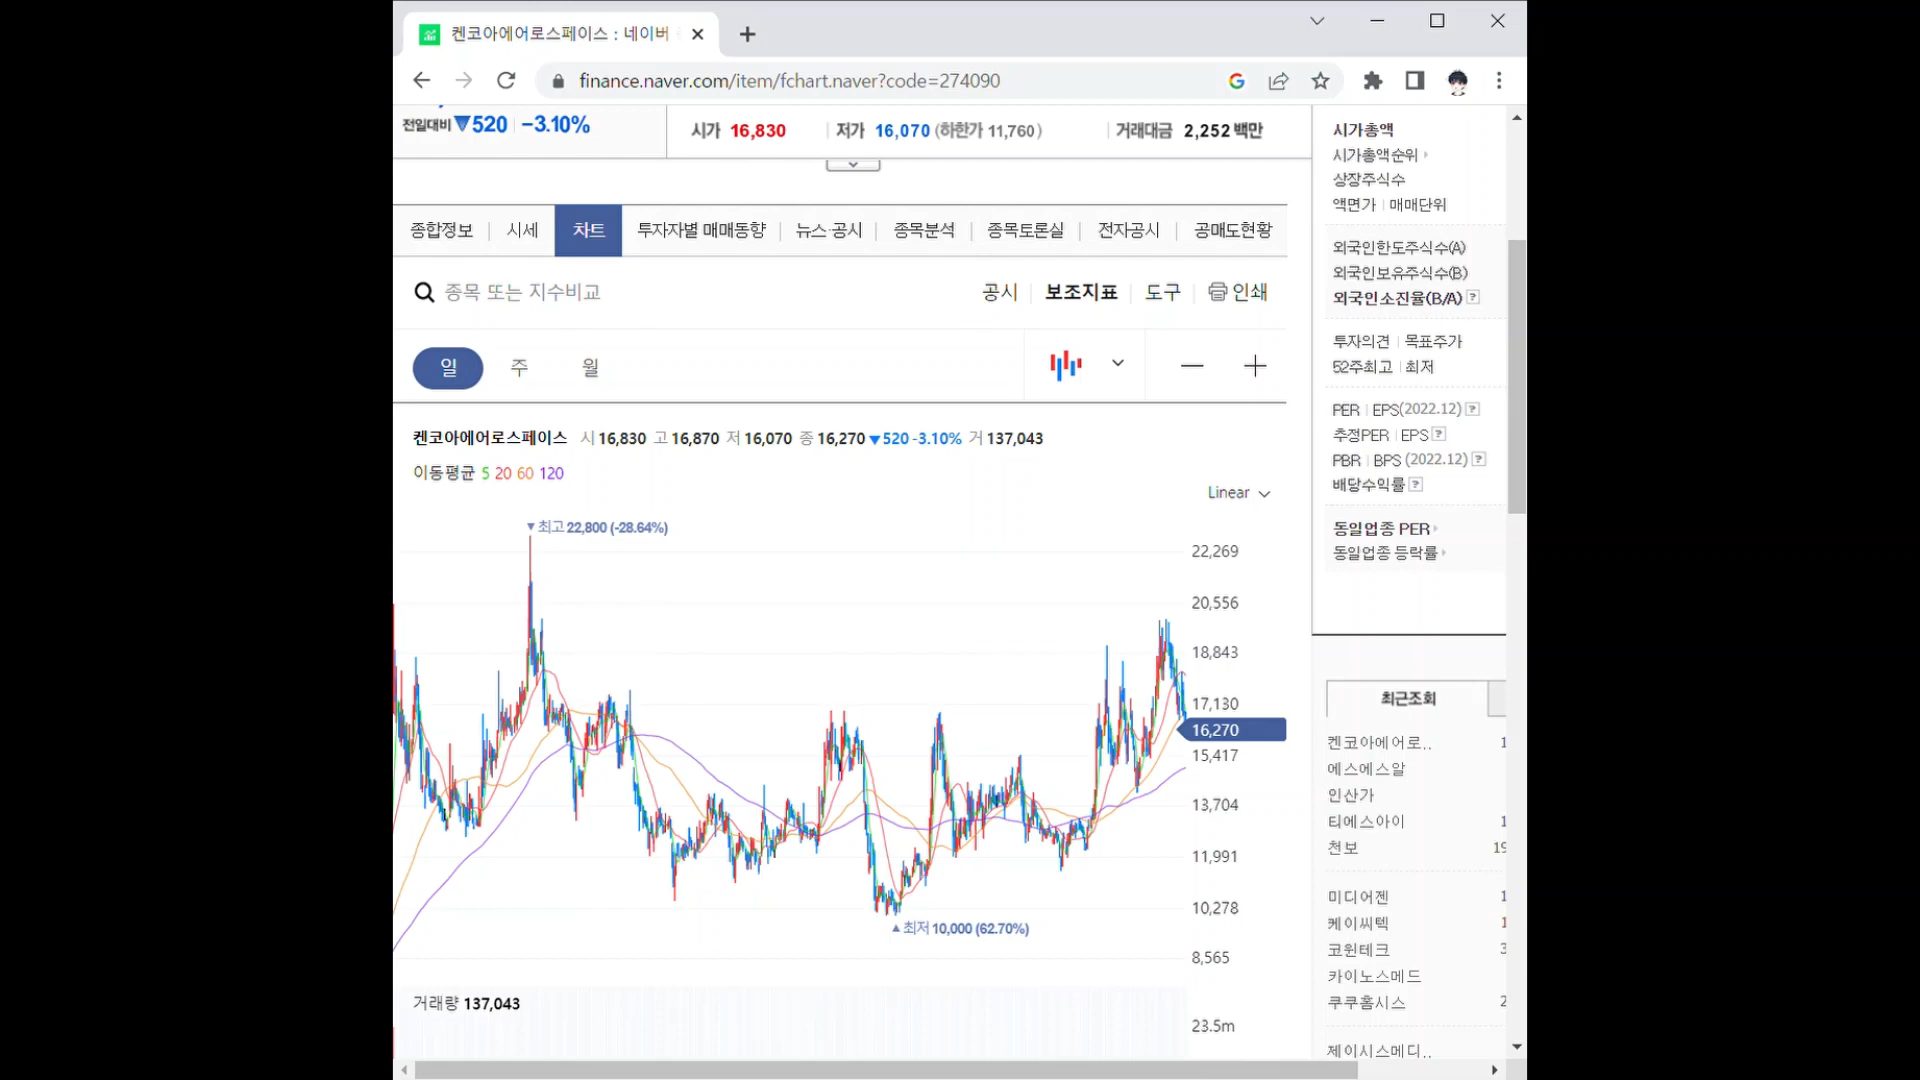 켄코아에어로스페이스 : 네이버
finance.naver.com/item/fchart.naver?code=274090
전일대비 ▼520 | −3.10%
시가 16,830 | 저가 16,070 (하한가 11,760) | 거래대금 2,252 백만
종합정보 | 시세 차트 투자자별 매매동향 | 뉴스·공시 | 종목분석 | 종목토론실 | 전자공시 | 공매도현황
종목 또는 지수비교
공시 | 보조지표 | 도구 | 인쇄
일 주 월
켄코아에어로스페이스 시 16,830 고 16,870 저 16,070 종 16,270 ▼520 -3.10% 거 137,043
이동평균 5 20 60 120
Linear
▼최고 22,800 (-28.64%)
22,269
20,556
18,843
17,130
16,270
15,417
13,704
11,991
10,278
▲최저 10,000 (62.70%)
8,565
거래량 137,043
23.5m
시가총액
시가총액순위
상장주식수
액면가 | 매매단위
외국인한도주식수(A)
외국인보유주식수(B)
외국인소진율(B/A) ?
투자의견 | 목표주가
52주최고 | 최저
PER | EPS(2022.12) ?
추정PER | EPS ?
PBR | BPS (2022.12) ?
배당수익률 ?
동일업종 PER
동일업종 등락률
최근조회
켄코아에어로.. 1
에스에스알
인산가
티에스아이 1
천보 19
미디어젠 1
케이씨텍 1
코윈테크 3
카이노스메드
쿠쿠홈시스 2
제이시스메디..